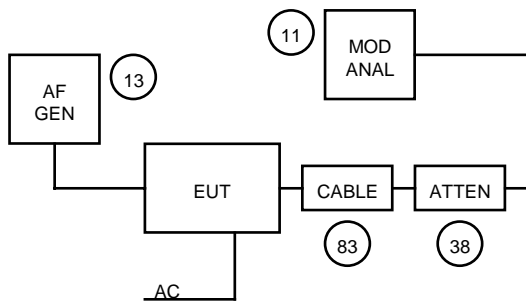 11
MOD
ANAL
13
AF
GEN
EUT
CABLE
ATTEN
83
38
AC